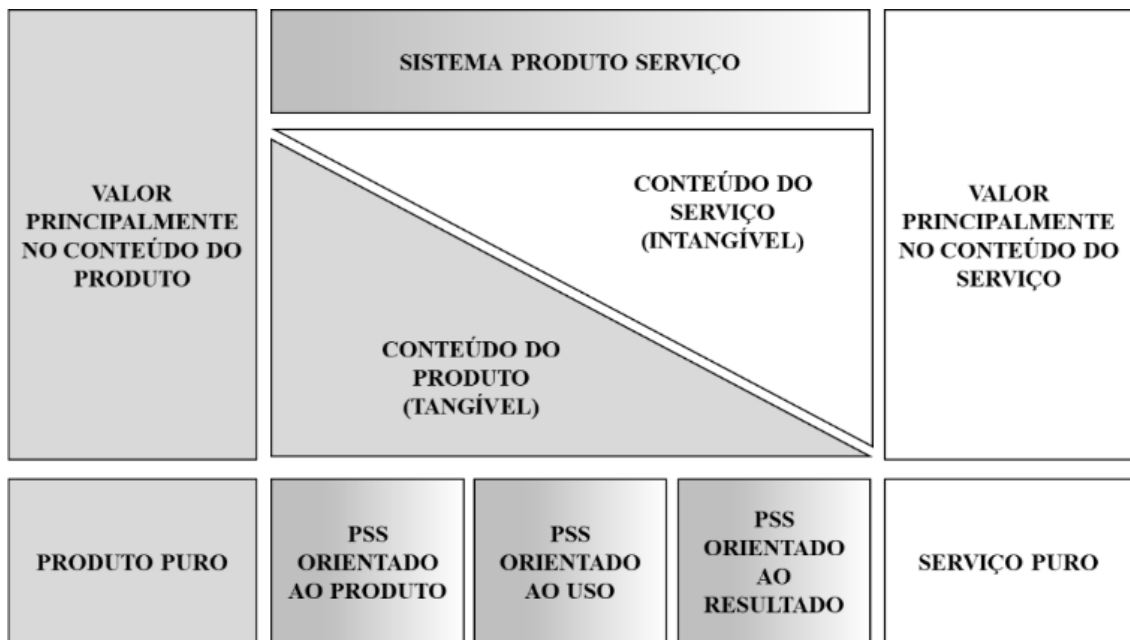 SISTEMA PRODUTO SERVIÇO
VALOR
PRINCIPALMENTE
NO CONTEÚDO DO
PRODUTO
CONTEÚDO DO
SERVIÇO
(INTANGÍVEL)
VALOR
PRINCIPALMENTE
NO CONTEÚDO DO
SERVIÇO
CONTEÚDO DO
PRODUTO
(TANGÍVEL)
PRODUTO PURO
PSS
ORIENTADO
AO PRODUTO
PSS
ORIENTADO
AO USO
PSS
ORIENTADO
AO
RESULTADO
SERVIÇO PURO